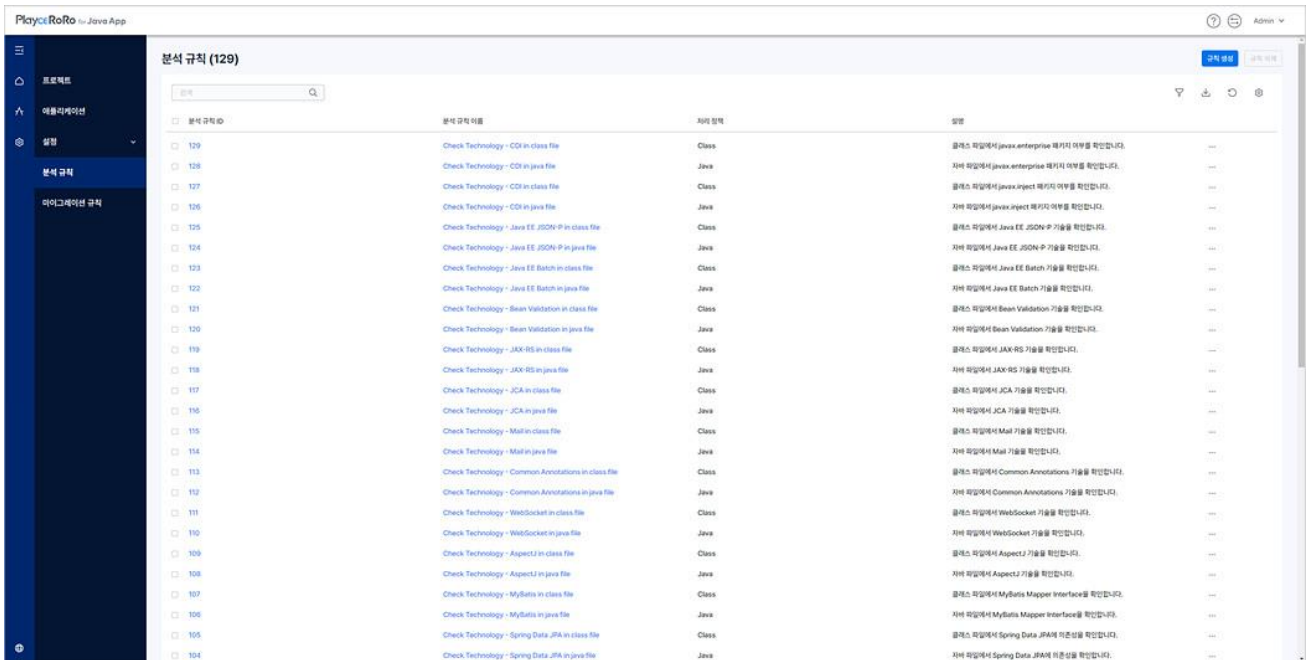 PlayceRoRo for Java App
Admin
분석 규칙 (129)
규칙 생성
규칙 삭제
프로젝트
애플리케이션
설정
분석 규칙
마이그레이션 규칙
검색
분석 규칙 ID 분석 규칙 이름 처리 정책 설명
129 Check Technology - CDI in class file Class 클래스 파일에서 javax.enterprise 패키지 여부를 확인합니다. ...
128 Check Technology - CDI in java file Java 자바 파일에서 javax.enterprise 패키지 여부를 확인합니다. ...
127 Check Technology - CDI in class file Class 클래스 파일에서 javax.inject 패키지 여부를 확인합니다. ...
126 Check Technology - CDI in java file Java 자바 파일에서 javax.inject 패키지 여부를 확인합니다. ...
125 Check Technology - Java EE JSON-P in class file Class 클래스 파일에서 Java EE JSON-P 기술을 확인합니다. ...
124 Check Technology - Java EE JSON-P in java file Java 자바 파일에서 Java EE JSON-P 기술을 확인합니다. ...
123 Check Technology - Java EE Batch in class file Class 클래스 파일에서 Java EE Batch 기술을 확인합니다. ...
122 Check Technology - Java EE Batch in java file Java 자바 파일에서 Java EE Batch 기술을 확인합니다. ...
121 Check Technology - Bean Validation in class file Class 클래스 파일에서 Bean Validation 기술을 확인합니다. ...
120 Check Technology - Bean Validation in java file Java 자바 파일에서 Bean Validation 기술을 확인합니다. ...
119 Check Technology - JAX-RS in class file Class 클래스 파일에서 JAX-RS 기술을 확인합니다. ...
118 Check Technology - JAX-RS in java file Java 자바 파일에서 JAX-RS 기술을 확인합니다. ...
117 Check Technology - JCA in class file Class 클래스 파일에서 JCA 기술을 확인합니다. ...
116 Check Technology - JCA in java file Java 자바 파일에서 JCA 기술을 확인합니다. ...
115 Check Technology - Mail in class file Class 클래스 파일에서 Mail 기술을 확인합니다. ...
114 Check Technology - Mail in java file Java 자바 파일에서 Mail 기술을 확인합니다. ...
113 Check Technology - Common Annotations in class file Class 클래스 파일에서 Common Annotations 기술을 확인합니다. ...
112 Check Technology - Common Annotations in java file Java 자바 파일에서 Common Annotations 기술을 확인합니다. ...
111 Check Technology - WebSocket in class file Class 클래스 파일에서 WebSocket 기술을 확인합니다. ...
110 Check Technology - WebSocket in java file Java 자바 파일에서 WebSocket 기술을 확인합니다. ...
109 Check Technology - AspectJ in class file Class 클래스 파일에서 AspectJ 기술을 확인합니다. ...
108 Check Technology - AspectJ in java file Java 자바 파일에서 AspectJ 기술을 확인합니다. ...
107 Check Technology - MyBatis in class file Class 클래스 파일에서 MyBatis Mapper Interface를 확인합니다. ...
106 Check Technology - MyBatis in java file Java 자바 파일에서 MyBatis Mapper Interface를 확인합니다. ...
105 Check Technology - Spring Data JPA in class file Class 클래스 파일에서 Spring Data JPA에 의존성을 확인합니다. ...
104 Check Technology - Spring Data JPA in java file Java 자바 파일에서 Spring Data JPA에 의존성을 확인합니다. ...